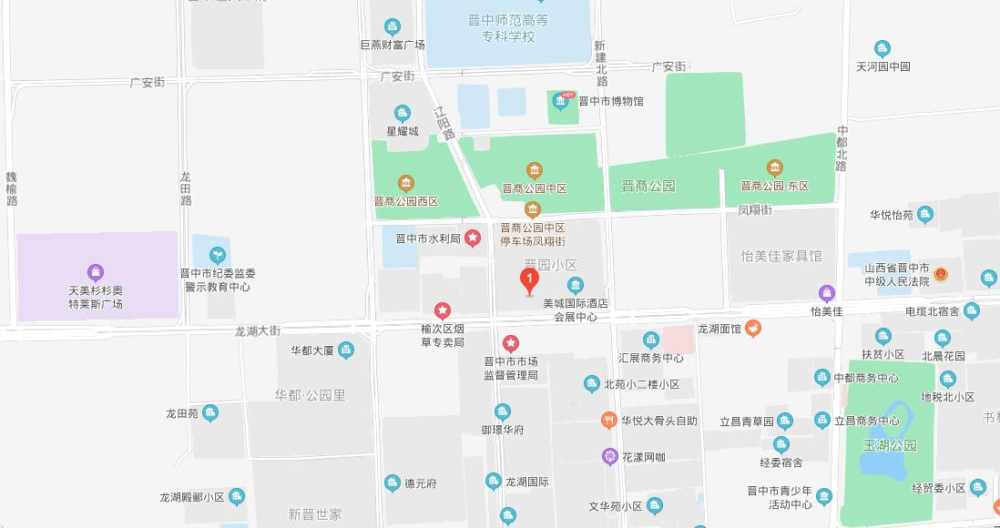 晋中师范高等
专科学校
巨燕财富广场
新建北路
天河园中园
广安街
广安街
广安街
HOT
晋中市博物馆
星耀城
辽阳路
中都北路
魏榆路
龙田路
晋商公园西区
晋商公园中区
晋商公园
晋商公园-东区
凤翔街
华悦怡苑
晋商公园中区
停车场凤翔街
晋中市水利局
怡美佳家具馆
晋园小区
晋中市纪委监委
警示教育中心
山西省晋中市
中级人民法院
天美杉杉奥
特莱斯广场
1
美城国际酒店
会展中心
怡美佳
电缆北宿舍
龙湖大街
榆次区烟
草专卖局
龙湖面馆
华都大厦
晋中市市场
监督管理局
汇展商务中心
扶贫小区
北晨花园
中都商务中心
北苑小二楼小区
地税北小区
华都·公园里
龙田苑
御璟华府
华悦大骨头自助
立昌青草园
立昌商务中心
玉湖公园
花漾网咖
经委宿舍
德元府
龙湖国际
经贸委小区
龙湖殿郦小区
晋中市青少年
活动中心
文华苑小区
新晋世家